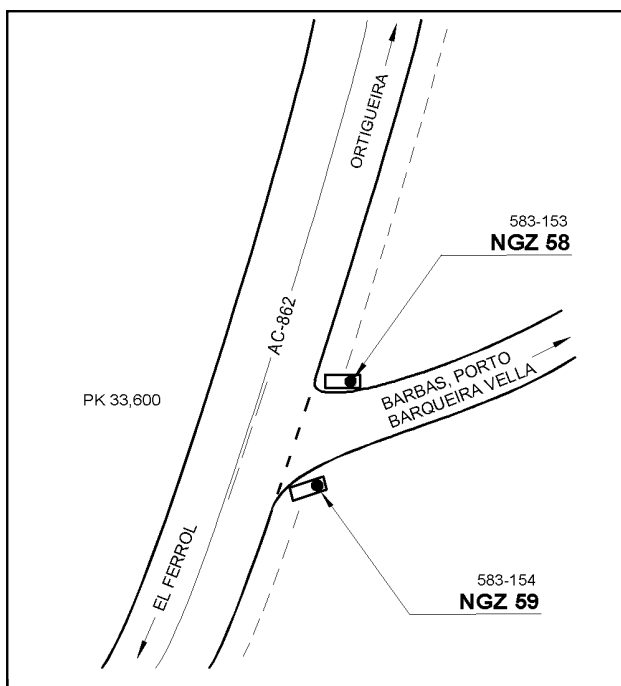 ORTIGUEIRA
583-153
NGZ 58
AC-862
BARBAS, PORTO
BARQUEIRA VELLA
PK 33,600
EL FERROL
583-154
NGZ 59